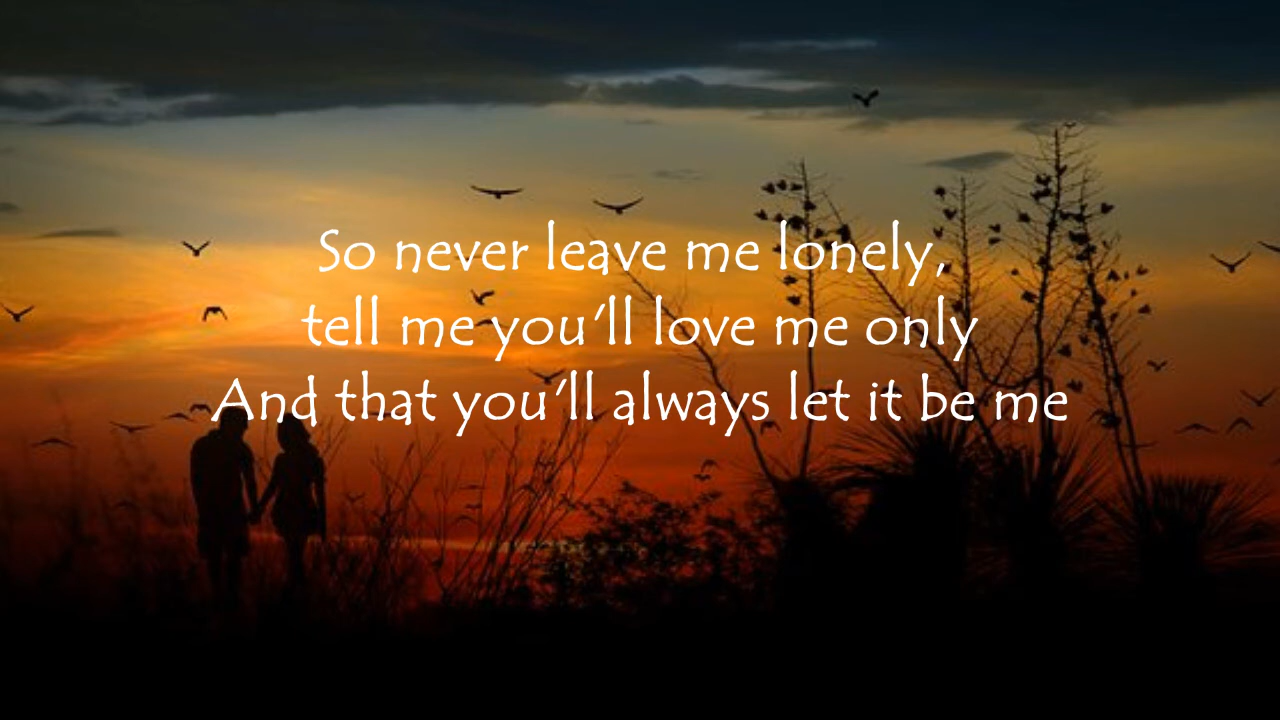 So never leave me lonely,
tell me you'll love me only
And that you'll always let it be me